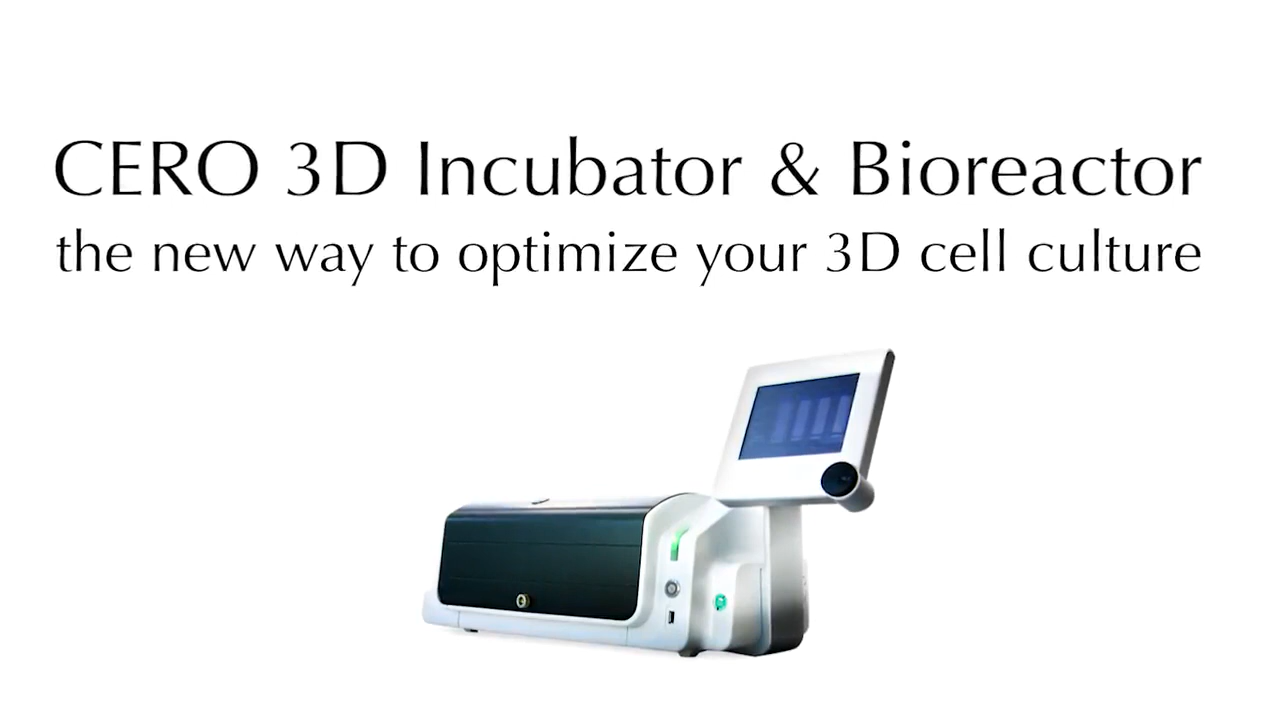 CERO 3D Incubator & Bioreactor
the new way to optimize your 3D cell culture